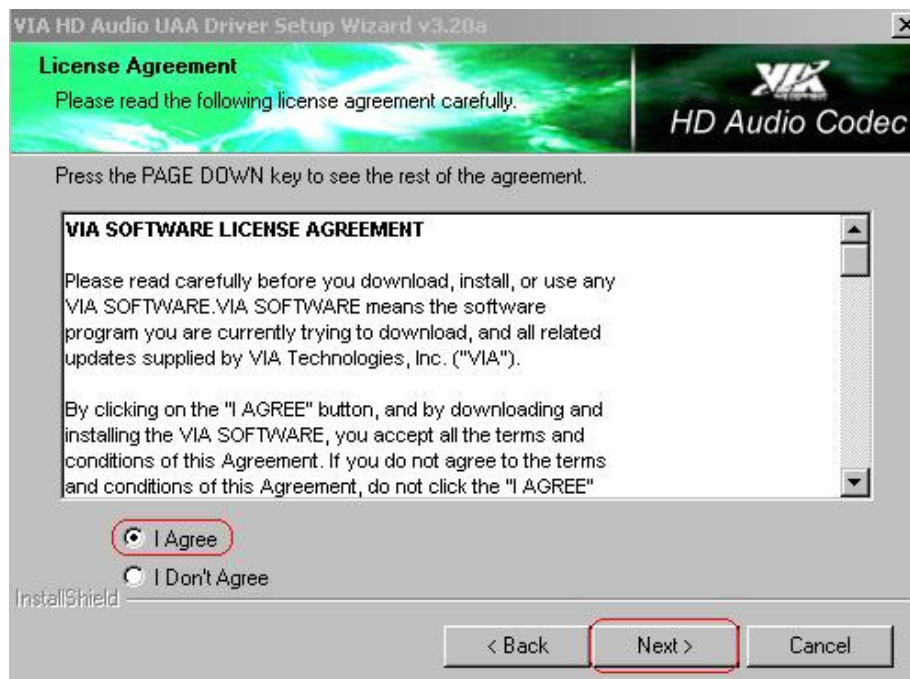 VIA HD Audio UAA Driver Setup Wizard v3.20a
License Agreement
Please read the following license agreement carefully.
VIA
HD Audio Codec
Press the PAGE DOWN key to see the rest of the agreement.
VIA SOFTWARE LICENSE AGREEMENT
Please read carefully before you download, install, or use any
VIA SOFTWARE.VIA SOFTWARE means the software
program you are currently trying to download, and all related
updates supplied by VIA Technologies, Inc. ("VIA").
By clicking on the "I AGREE" button, and by downloading and
installing the VIA SOFTWARE, you accept all the terms and
conditions of this Agreement. If you do not agree to the terms
and conditions of this Agreement, do not click the "I AGREE"
I Agree
I Don't Agree
InstallShield
< Back
Next >
Cancel